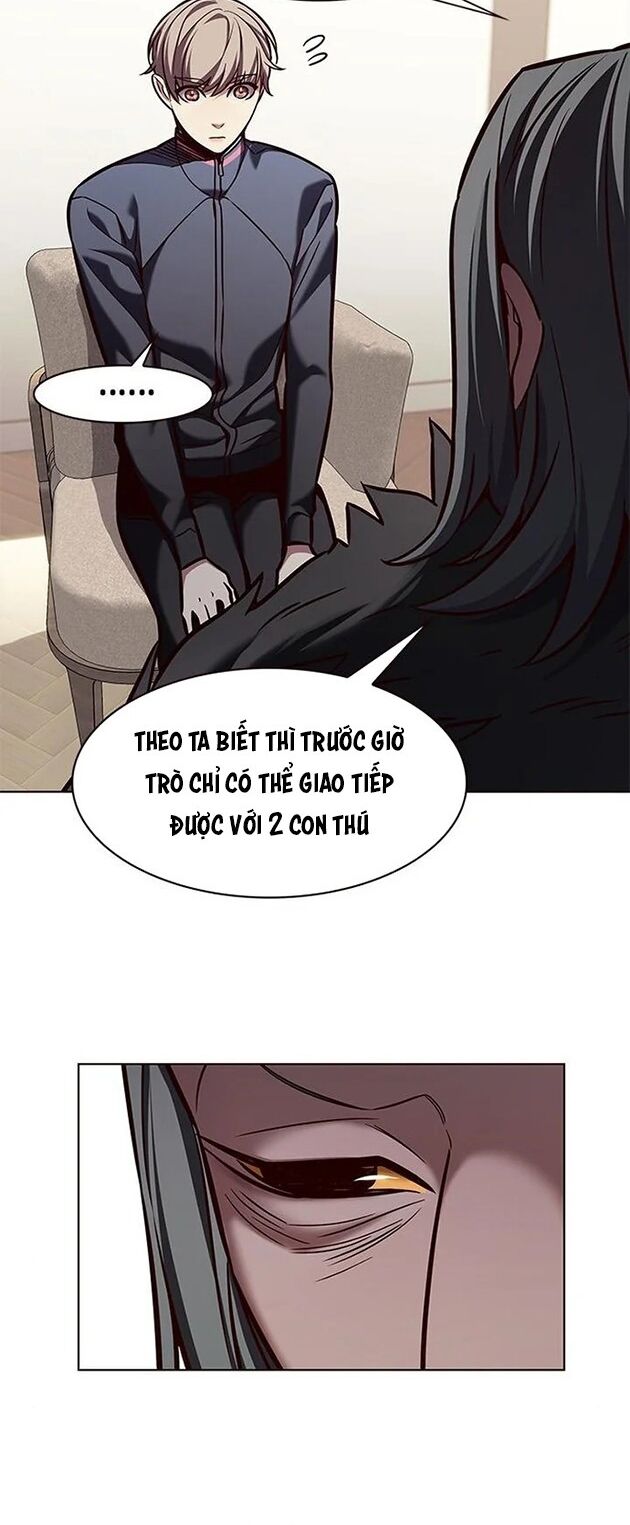 ......
THEO TA BIẾT THÌ TRƯỚC GIỜ
TRÒ CHỈ CÓ THỂ GIAO TIẾP
ĐƯỢC VỚI 2 CON THÚ